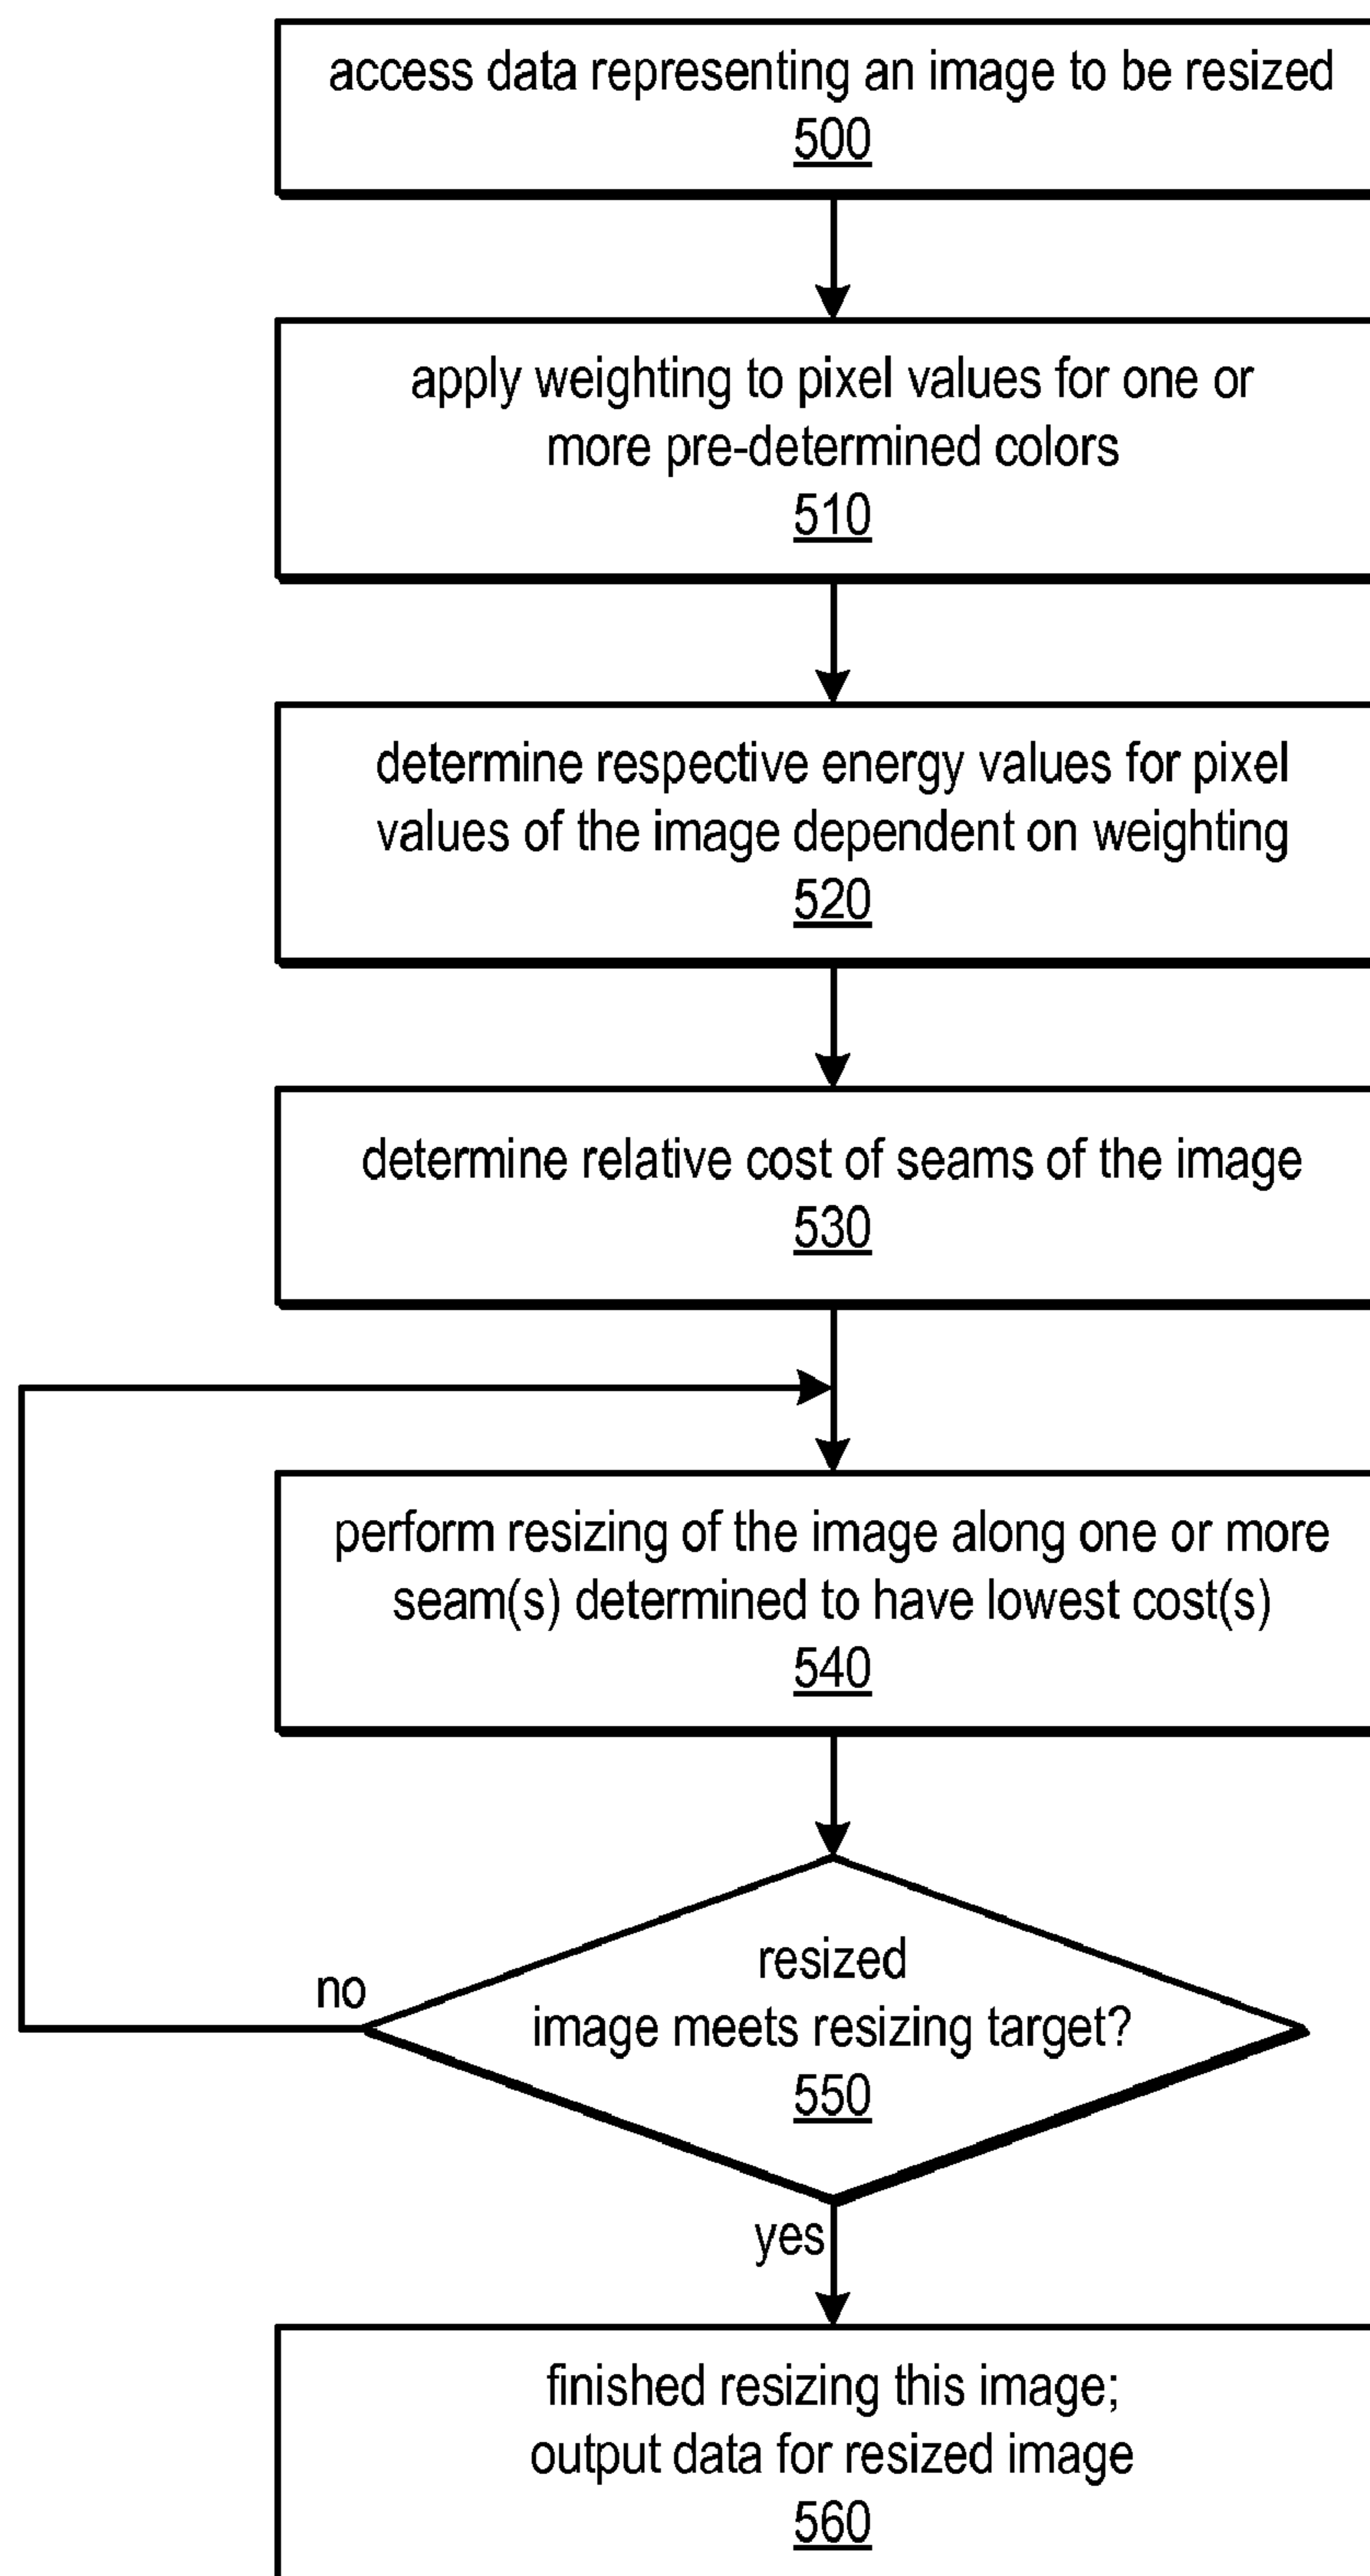 access data representing an image to be resized
500
apply weighting to pixel values for one or
more pre-determined colors
510
determine respective energy values for pixel
values of the image dependent on weighting
520
determine relative cost of seams of the image
530
perform resizing of the image along one or more
seam(s) determined to have lowest cost(s)
540
resized
image meets resizing target?
550
no
yes
finished resizing this image;
output data for resized image
560